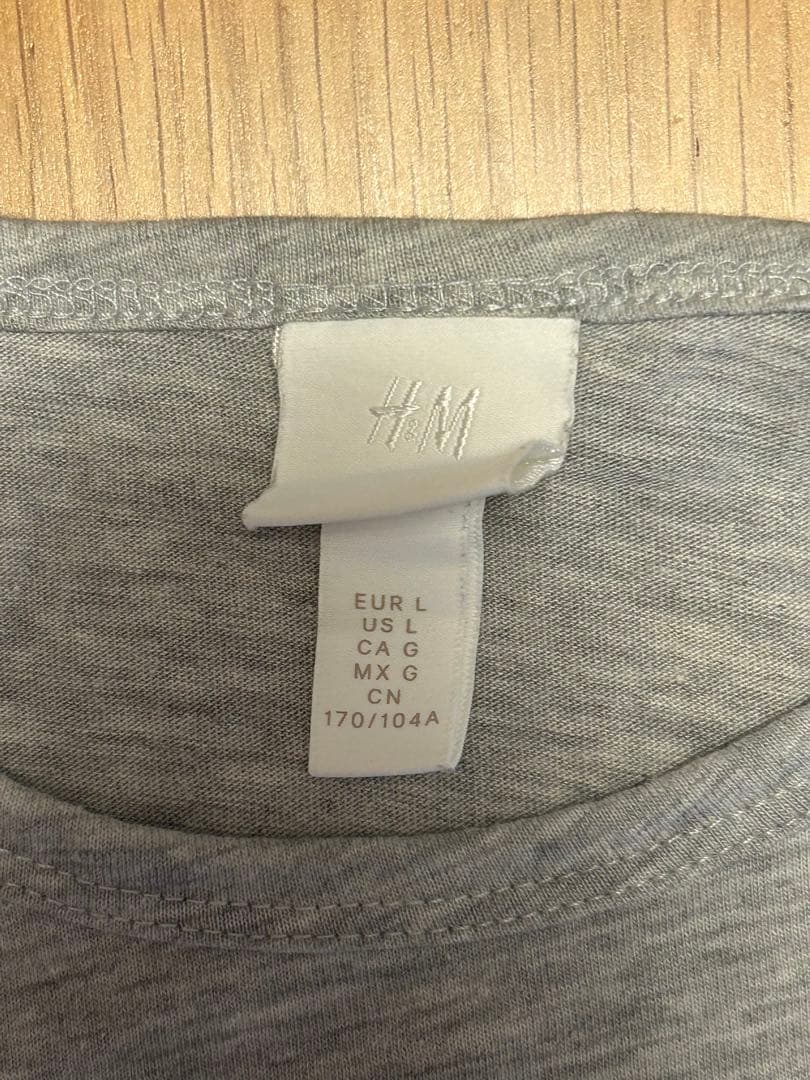 H&M
EUR L
US L
CA G
MX G
CN
170/104A